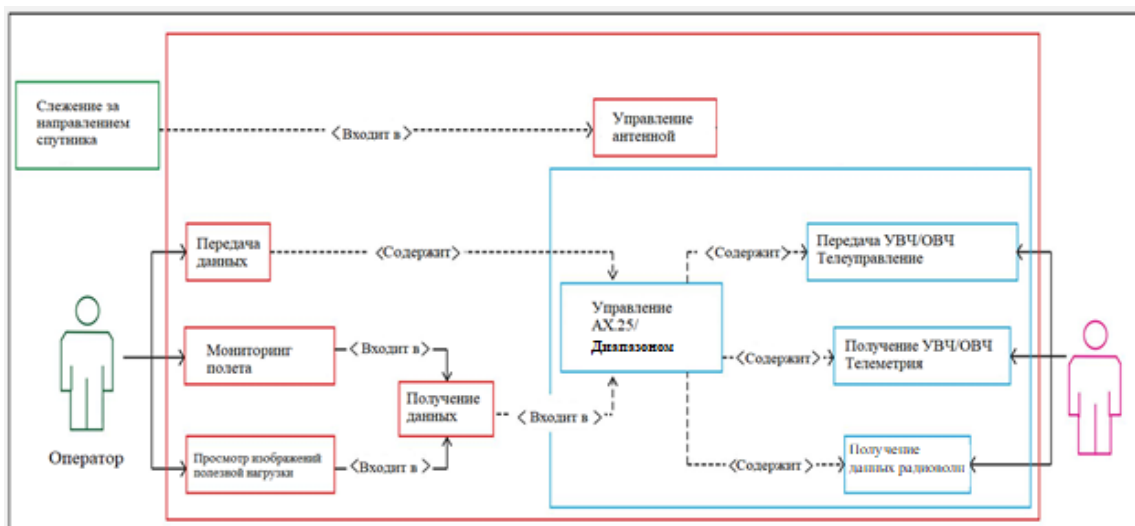 Слежение за
направлением
спутника
<Входит в>
Управление
антенной
Передача
данных
<Содержит>
<Содержит>
Передача УВЧ/ОВЧ
Телеуправление
Управление
АХ.25/
Диапазоном
Мониторинг
полета
<Входит в>
<Содержит>
Получение УВЧ/ОВЧ
Телеметрия
Получение
данных
<Входит в>
Оператор
Просмотр изображений
полезной нагрузки
<Входит в>
<Содержит>
Получение
данных радиоволн